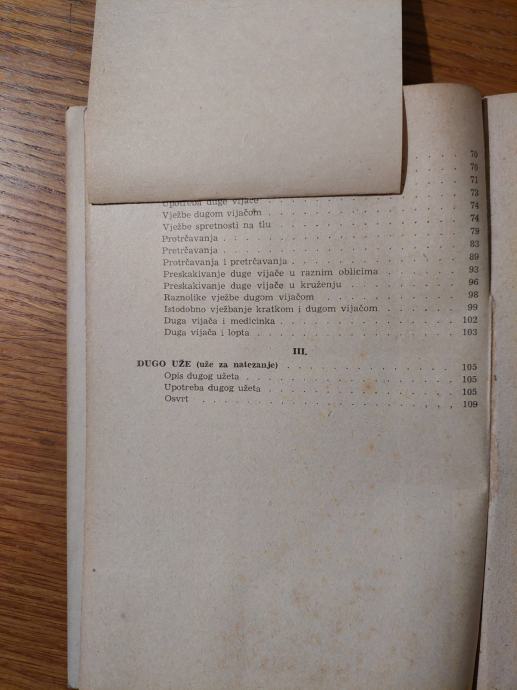 70
70
71
Upotreba duge vijače . . . . . . . . . . 73
Vježbe dugom vijačom . . . . . . . . . . 74
Vježbe spretnosti na tlu . . . . . . . . . . 74
Protrčavanja . . . . . . . . . . 79
Pretrčavanja . . . . . . . . . . 83
Protrčavanja i pretrčavanja . . . . . . . . . . 89
Preskakivanje duge vijače u raznim oblicima . . . . . 93
Preskakivanje duge vijače u kruženju . . . . . . 96
Raznolike vježbe dugom vijačom . . . . . . . 98
Istodobno vježbanje kratkom i dugom vijačom . . . . . 99
Duga vijača i medicinka . . . . . . . . . . 102
Duga vijača i lopta . . . . . . . . . . 103
III.
DUGO UŽE (uže za natezanje) . . . . . . . . . . 105
Opis dugog užeta . . . . . . . . . . 105
Upotreba dugog užeta . . . . . . . . . . 105
Osvrt . . . . . . . . . . 109